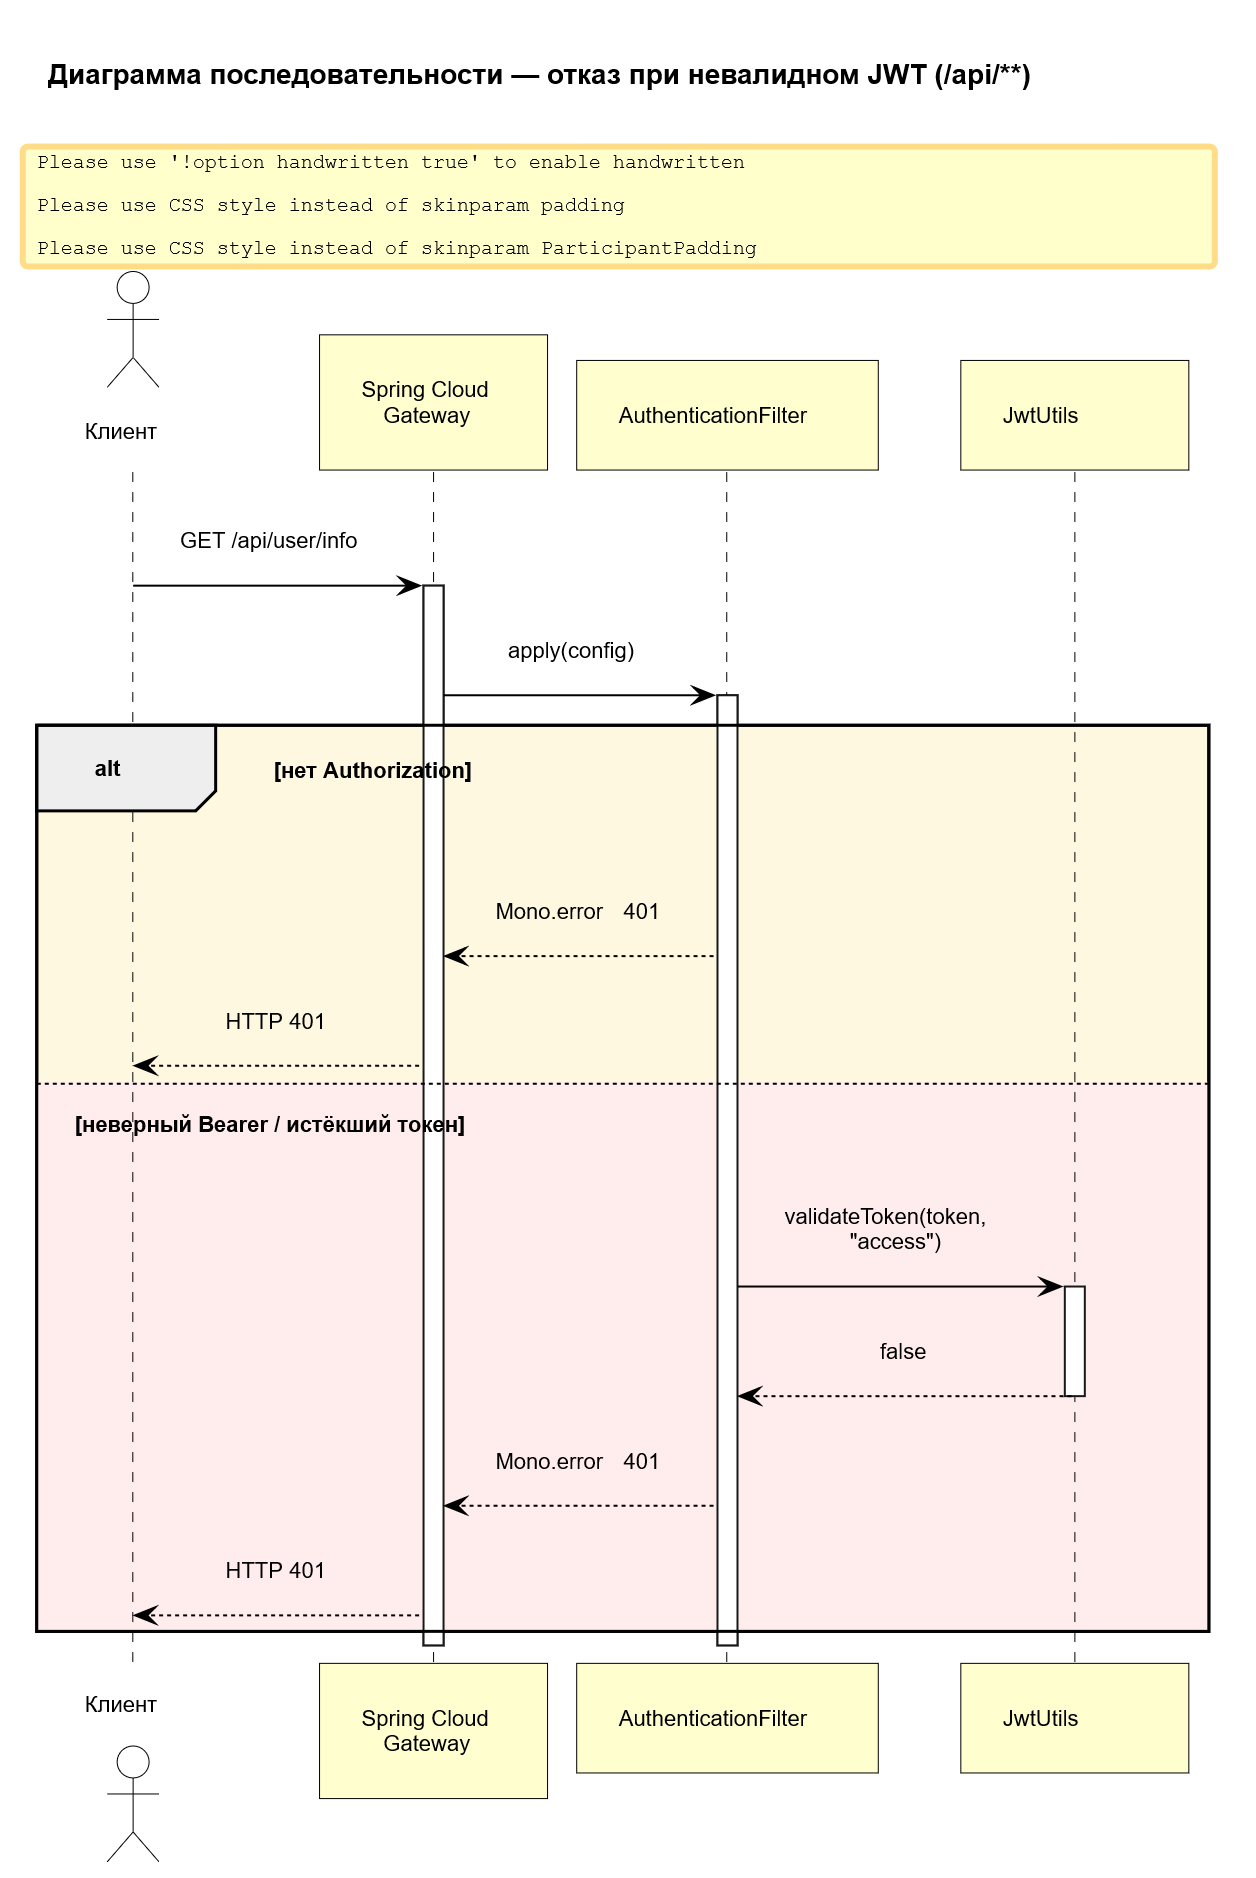 Диаграмма последовательности — отказ при невалидном JWT (/api/**)
Please use '!option handwritten true' to enable handwritten
Please use CSS style instead of skinparam padding
Please use CSS style instead of skinparam ParticipantPadding
Клиент
Spring Cloud
Gateway
AuthenticationFilter
JwtUtils
GET /api/user/info
apply(config)
alt
[нет Authorization]
Mono.error 401
HTTP 401
[неверный Bearer / истёкший токен]
validateToken(token,
"access")
false
Mono.error 401
HTTP 401
Клиент
Spring Cloud
Gateway
AuthenticationFilter
JwtUtils